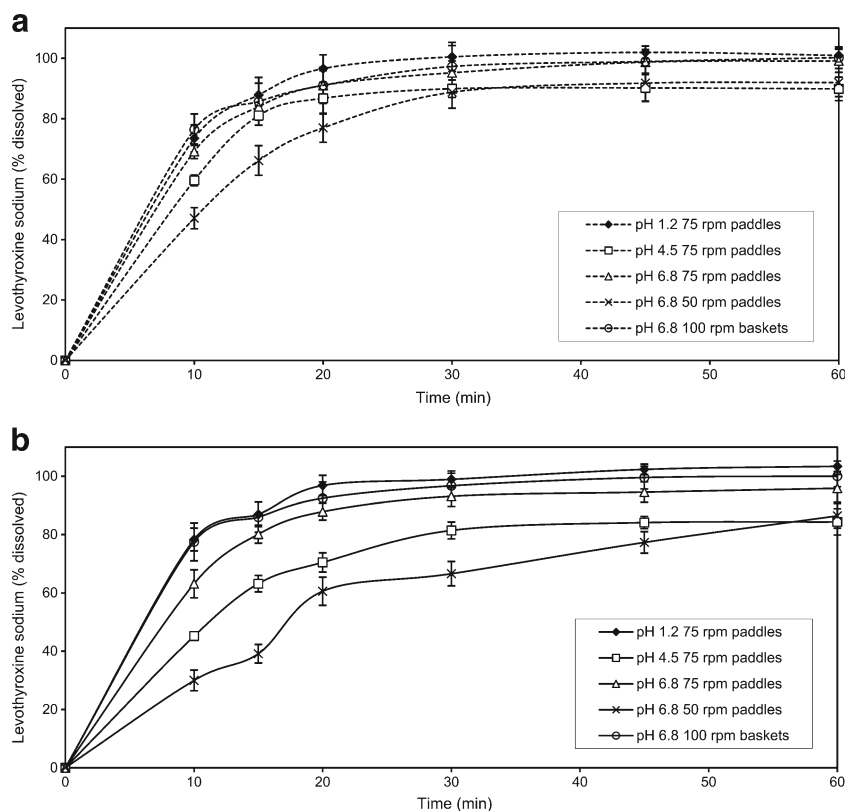 a
Levothyroxine sodium (% dissolved)
100
80
60
40
20
0
pH 1.2 75 rpm paddles
pH 4.5 75 rpm paddles
pH 6.8 75 rpm paddles
pH 6.8 50 rpm paddles
pH 6.8 100 rpm baskets
0 10 20 30 40 50 60
Time (min)
b
Levothyroxine sodium (% dissolved)
100
80
60
40
20
0
pH 1.2 75 rpm paddles
pH 4.5 75 rpm paddles
pH 6.8 75 rpm paddles
pH 6.8 50 rpm paddles
pH 6.8 100 rpm baskets
0 10 20 30 40 50 60
Time (min)